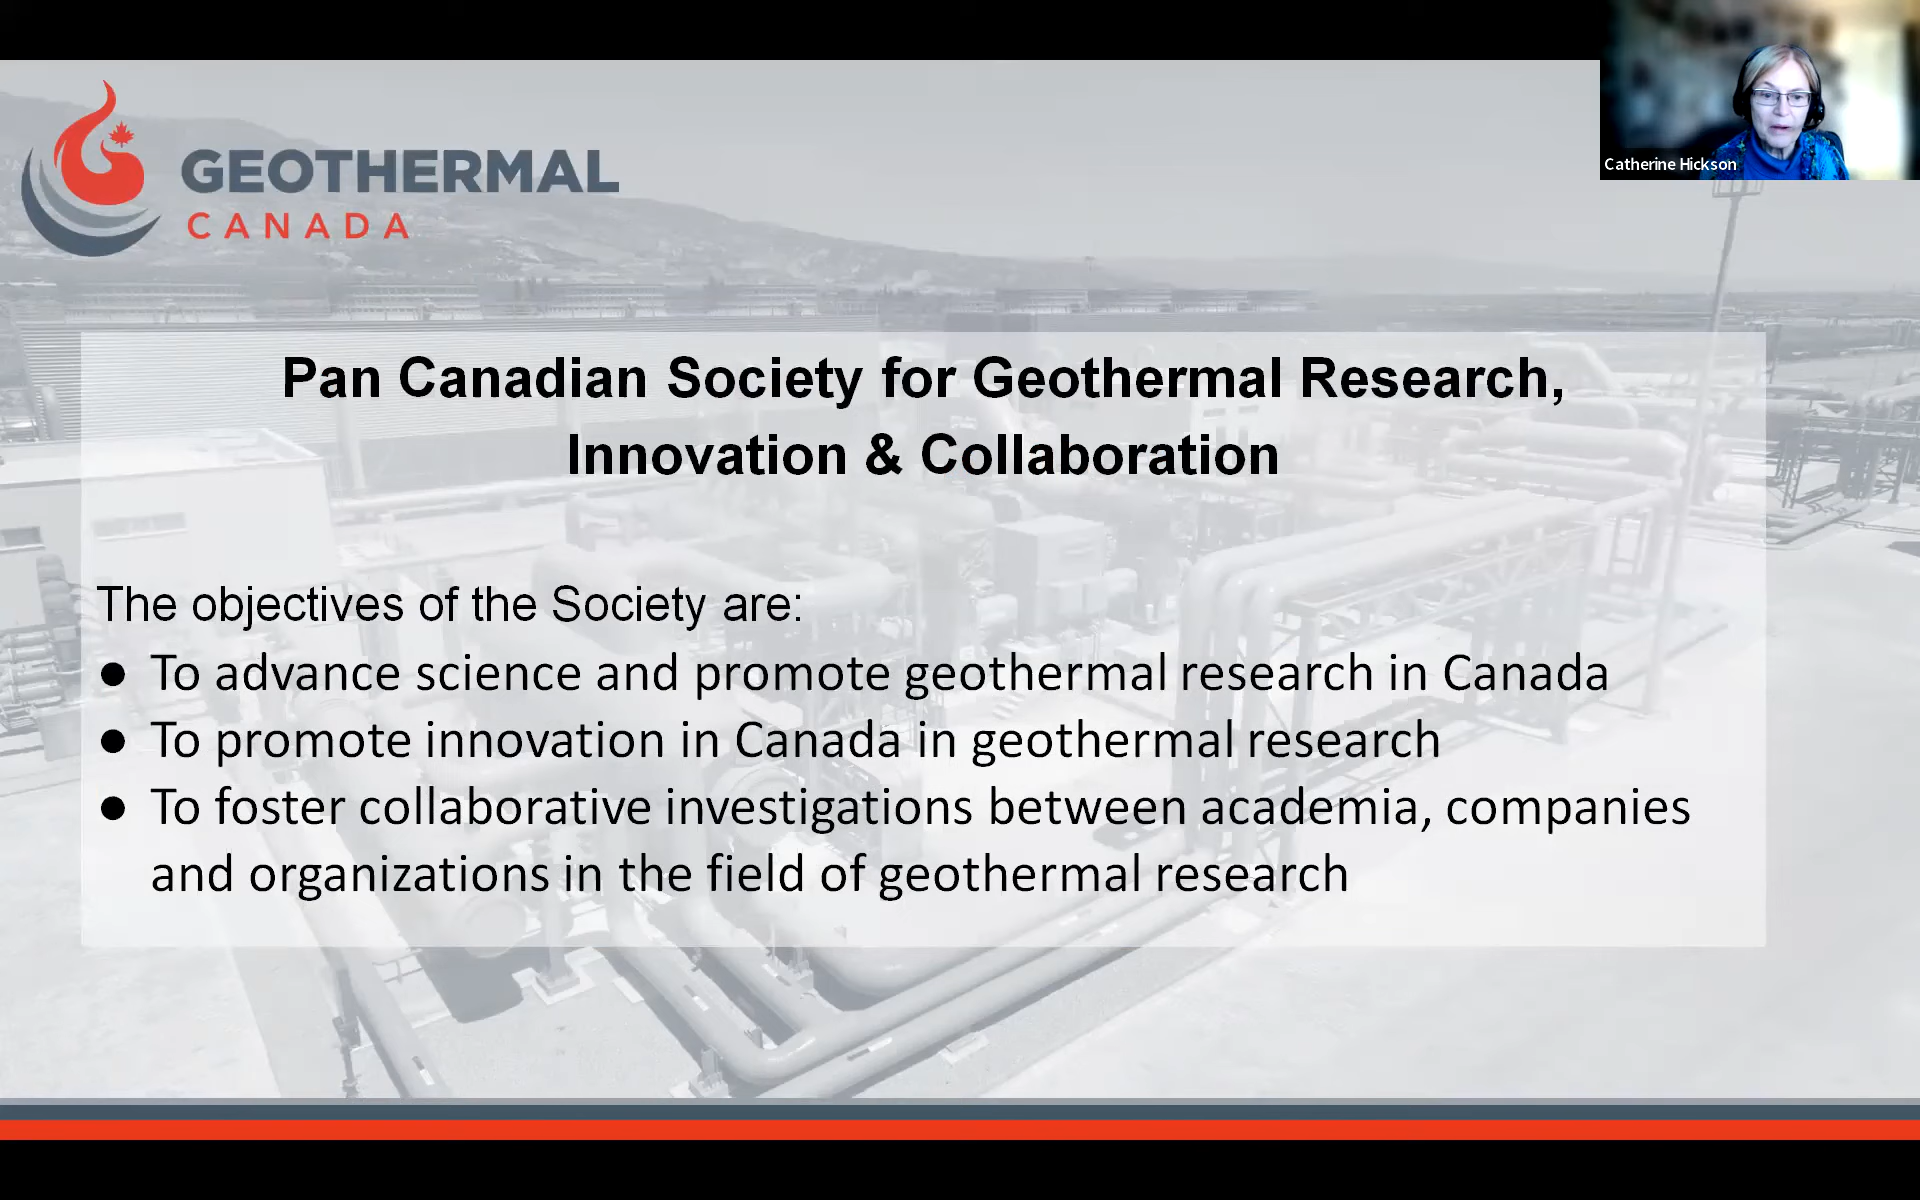 GEOTHERMAL
CANADA
Catherine Hickson
Pan Canadian Society for Geothermal Research,
Innovation & Collaboration
The objectives of the Society are:
● To advance science and promote geothermal research in Canada
● To promote innovation in Canada in geothermal research
● To foster collaborative investigations between academia, companies
and organizations in the field of geothermal research